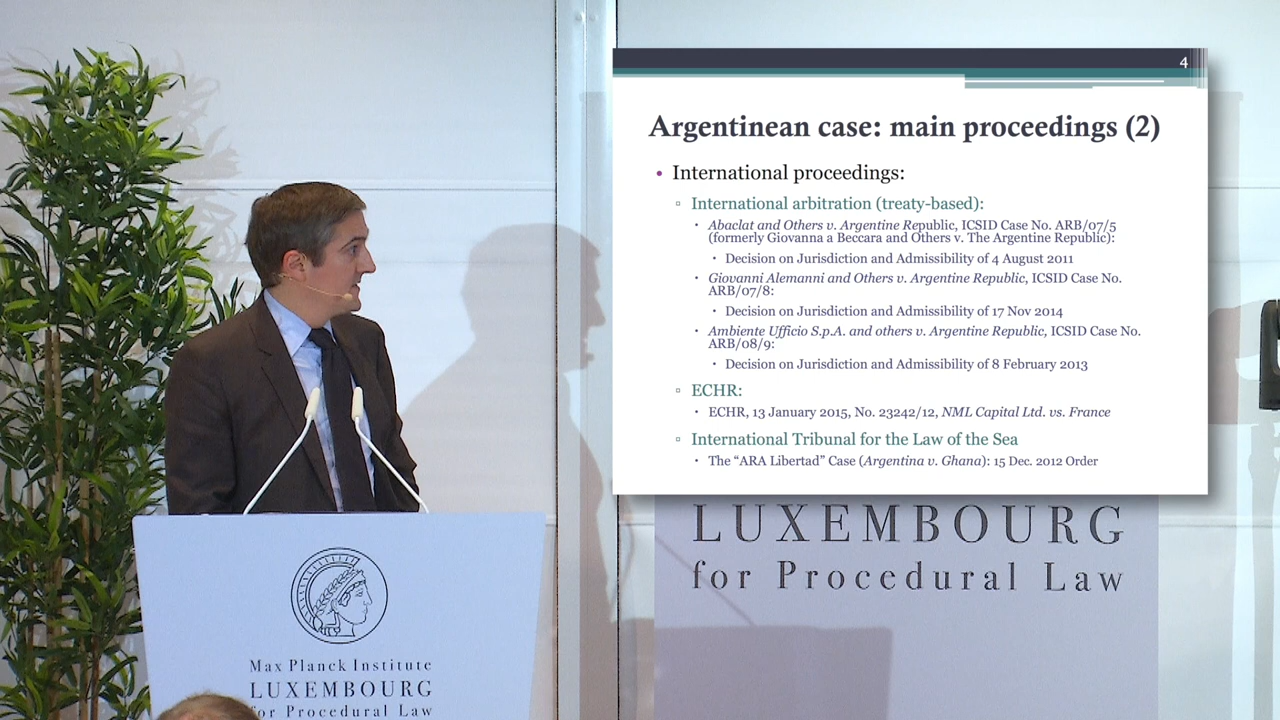 4
Argentinean case: main proceedings (2)
• International proceedings:
▫ International arbitration (treaty-based):
• Abaclat and Others v. Argentine Republic, ICSID Case No. ARB/07/5
(formerly Giovanna a Beccara and Others v. The Argentine Republic):
• Decision on Jurisdiction and Admissibility of 4 August 2011
• Giovanni Alemanni and Others v. Argentine Republic, ICSID Case No.
ARB/07/8:
• Decision on Jurisdiction and Admissibility of 17 Nov 2014
• Ambiente Ufficio S.p.A. and others v. Argentine Republic, ICSID Case No.
ARB/08/9:
• Decision on Jurisdiction and Admissibility of 8 February 2013
▫ ECHR:
• ECHR, 13 January 2015, No. 23242/12, NML Capital Ltd. vs. France
▫ International Tribunal for the Law of the Sea
• The “ARA Libertad” Case (Argentina v. Ghana): 15 Dec. 2012 Order
LUXEMBOURG
for Procedural Law
Max Planck Institute
LUXEMBOURG
for Procedural Law